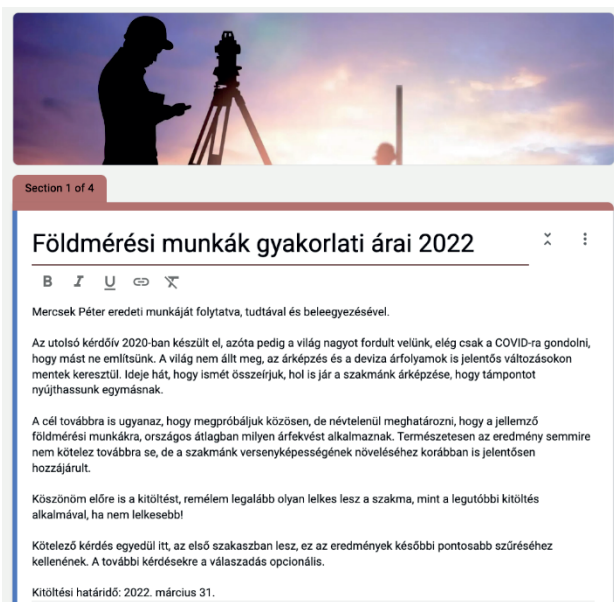 Section 1 of 4
Földmérési munkák gyakorlati árai 2022
B I U
Mercsek Péter eredeti munkáját folytatva, tudtával és beleegyezésével.
Az utolsó kérdőív 2020-ban készült el, azóta pedig a világ nagyot fordult velünk, elég csak a COVID-ra gondolni,
hogy mást ne említsünk. A világ nem állt meg, az árképzés és a deviza árfolyamok is jelentős változásokon
mentek keresztül. Ideje hát, hogy ismét összeírjuk, hol is jár a szakmánk árképzése, hogy támpontot
nyújthassunk egymásnak.
A cél továbbra is ugyanaz, hogy megpróbáljuk közösen, de névtelenül meghatározni, hogy a jellemző
földmérési munkákra, országos átlagban milyen árfekvést alkalmaznak. Természetesen az eredmény semmire
nem kötelez továbbra se, de a szakmánk versenyképességének növeléséhez korábban is jelentősen
hozzájárult.
Köszönöm előre is a kitöltést, remélem legalább olyan lelkes lesz a szakma, mint a legutóbbi kitöltés
alkalmával, ha nem lelkesebb!
Kötelező kérdés egyedül itt, az első szakaszban lesz, ez az eredmények későbbi pontosabb szűréséhez
kellenének. A további kérdésekre a válaszadás opcionális.
Kitöltési határidő: 2022. március 31.